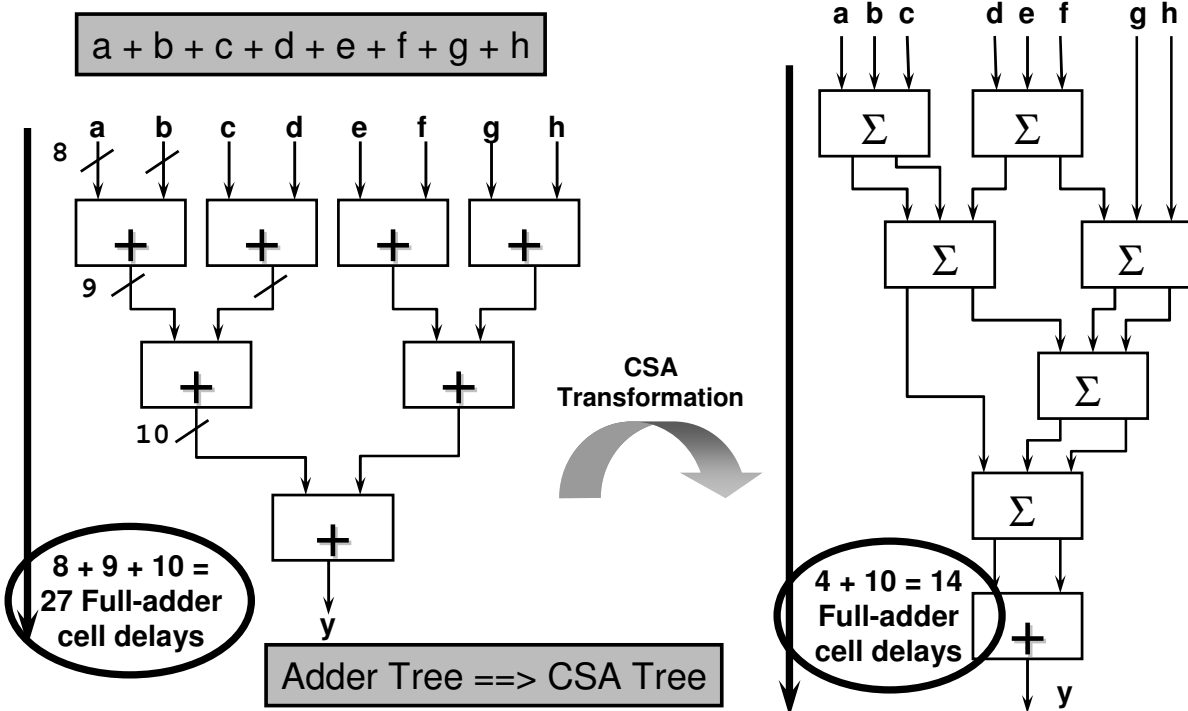 a + b + c + d + e + f + g + h
a b c d e f g h
8
+ + + +
9
+ +
10
+
8 + 9 + 10 =
27 Full-adder
cell delays
y
CSA
Transformation
a b c d e f g h
Σ Σ
Σ Σ
Σ
Σ
4 + 10 = 14
Full-adder
cell delays
+
y
Adder Tree ==> CSA Tree